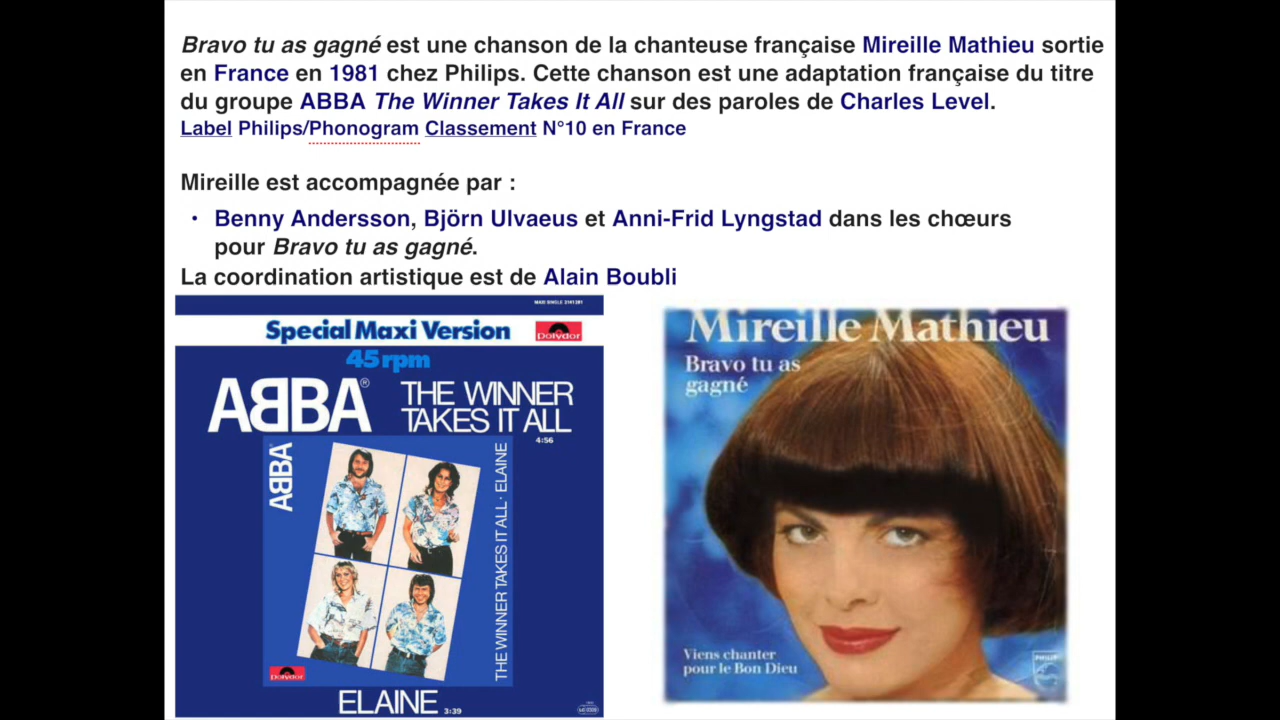 Bravo tu as gagné est une chanson de la chanteuse française Mireille Mathieu sortie
en France en 1981 chez Philips. Cette chanson est une adaptation française du titre
du groupe ABBA The Winner Takes It All sur des paroles de Charles Level.
Label Philips/Phonogram Classement N°10 en France
Mireille est accompagnée par :
• Benny Andersson, Björn Ulvaeus et Anni-Frid Lyngstad dans les chœurs
pour Bravo tu as gagné.
La coordination artistique est de Alain Boubli
MAXI SINGLE 2141 281
Special Maxi Version
Polydor
45 rpm
ABBA®
THE WINNER
TAKES IT ALL
4:56
ABBA
THE WINNER TAKES IT ALL · ELAINE
Polydor
ELAINE 3:39
Mireille Mathieu
Bravo tu as
gagné
Viens chanter
pour le Bon Dieu
PHILIPS